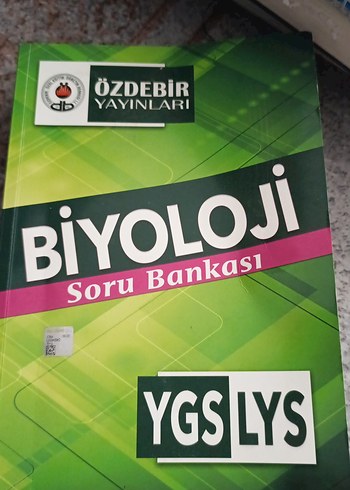 ÖZDEBİR
YAYINLARI
BİYOLOJİ
Soru Bankası
YGS LYS